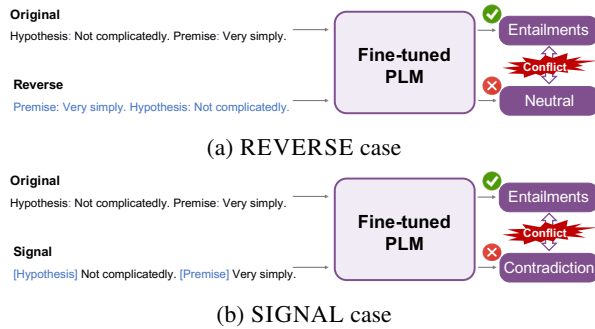 Original
Hypothesis: Not complicatedly. Premise: Very simply.
Reverse
Premise: Very simply. Hypothesis: Not complicatedly.
Fine-tuned
PLM
Entailments
Conflict
Neutral
(a) REVERSE case
Original
Hypothesis: Not complicatedly. Premise: Very simply.
Signal
[Hypothesis] Not complicatedly. [Premise] Very simply.
Fine-tuned
PLM
Entailments
Conflict
Contradiction
(b) SIGNAL case